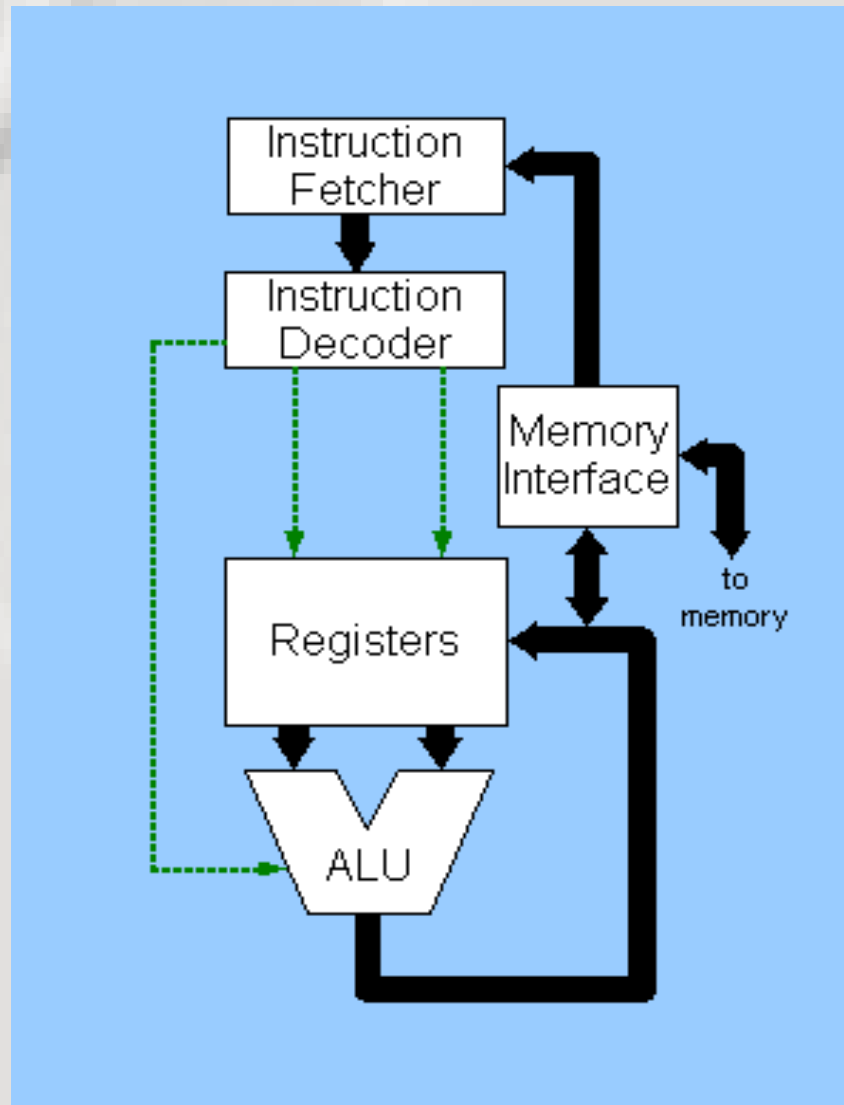 Instruction
Fetcher
Instruction
Decoder
Memory
Interface
to
memory
Registers
ALU